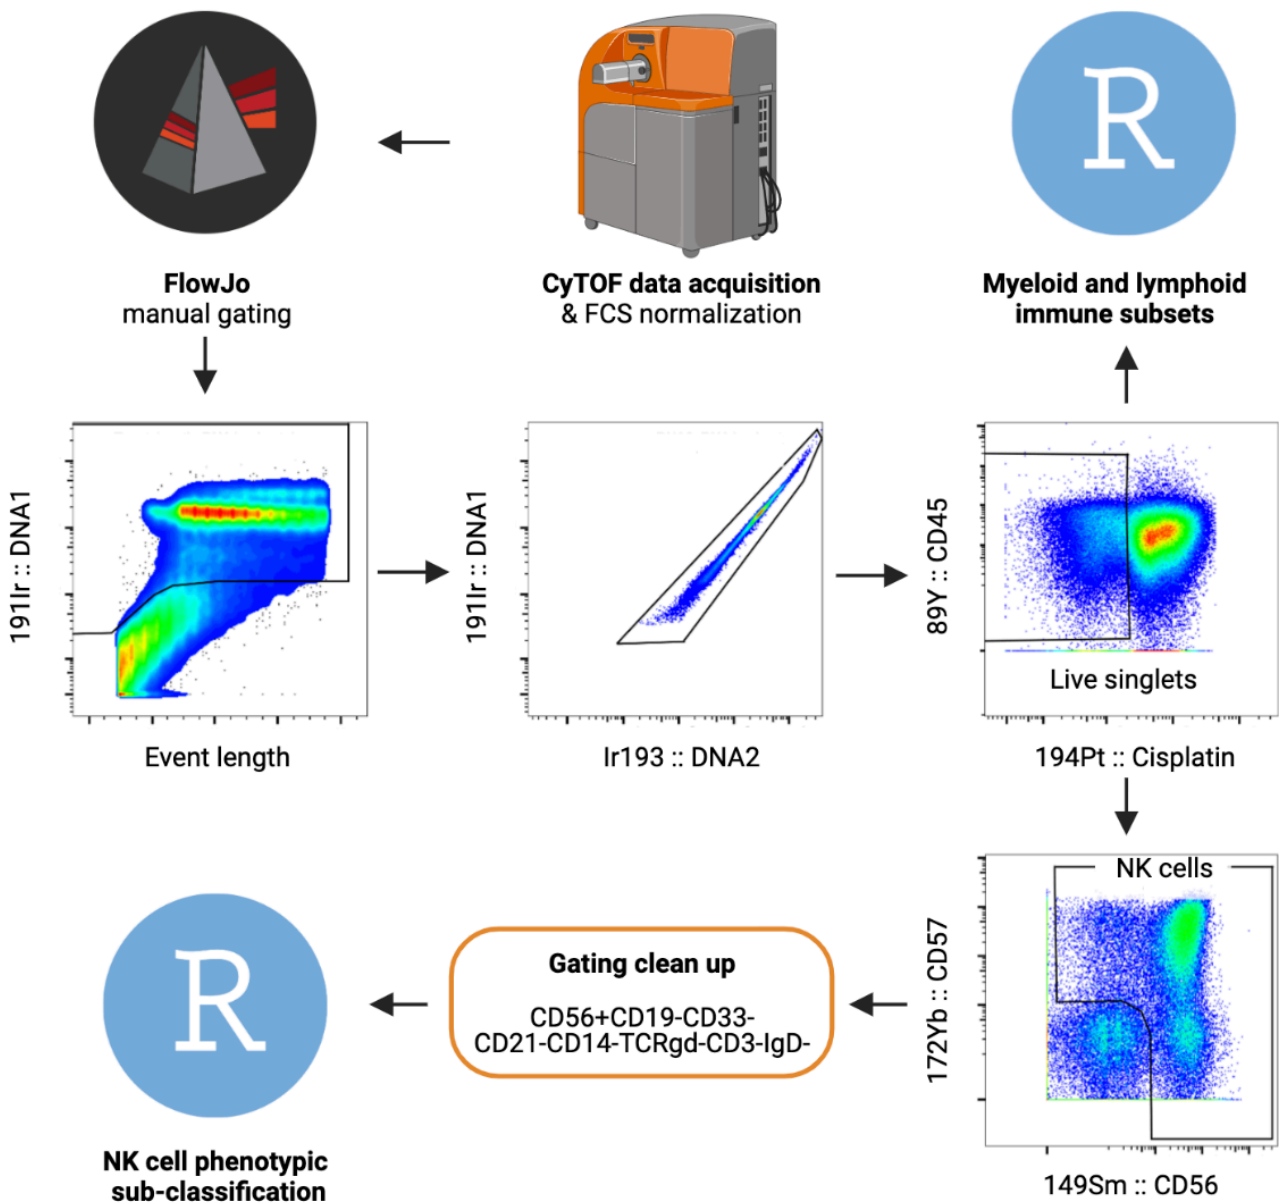 R
FlowJo
manual gating
CyTOF data acquisition
& FCS normalization
Myeloid and lymphoid
immune subsets
191Ir :: DNA1
Event length
191Ir :: DNA1
Ir193 :: DNA2
89Y :: CD45
Live singlets
194Pt :: Cisplatin
NK cells
172Yb :: CD57
149Sm :: CD56
Gating clean up
CD56+CD19-CD33-
CD21-CD14-TCRgd-CD3-IgD-
R
NK cell phenotypic
sub-classification